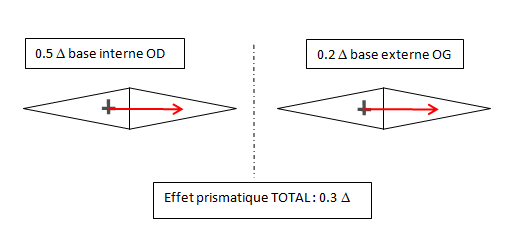 0.5 Δ base interne OD
0.2 Δ base externe OG
Effet prismatique TOTAL : 0.3 Δ